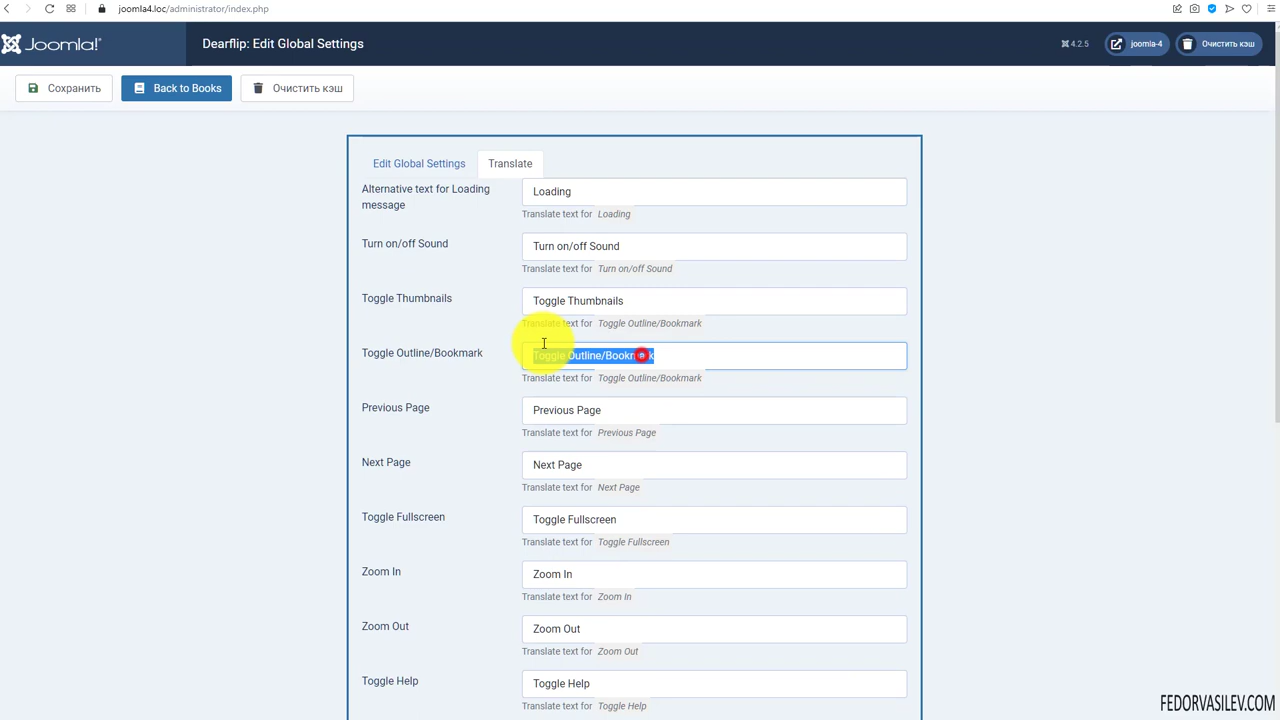 joomla4.loc/administrator/index.php
Joomla!®
Dearflip: Edit Global Settings
4.2.5
joomla-4
Очистить кэш
Сохранить
Back to Books
Очистить кэш
Edit Global Settings
Translate
Alternative text for Loading
message
Loading
Translate text for Loading
Turn on/off Sound
Turn on/off Sound
Translate text for Turn on/off Sound
Toggle Thumbnails
Toggle Thumbnails
Translate text for Toggle Outline/Bookmark
Toggle Outline/Bookmark
Toggle Outline/Bookmark
Translate text for Toggle Outline/Bookmark
Previous Page
Previous Page
Translate text for Previous Page
Next Page
Next Page
Translate text for Next Page
Toggle Fullscreen
Toggle Fullscreen
Translate text for Toggle Fullscreen
Zoom In
Zoom In
Translate text for Zoom In
Zoom Out
Zoom Out
Translate text for Zoom Out
Toggle Help
Toggle Help
Translate text for Toggle Help
FEDORVASILEV.COM